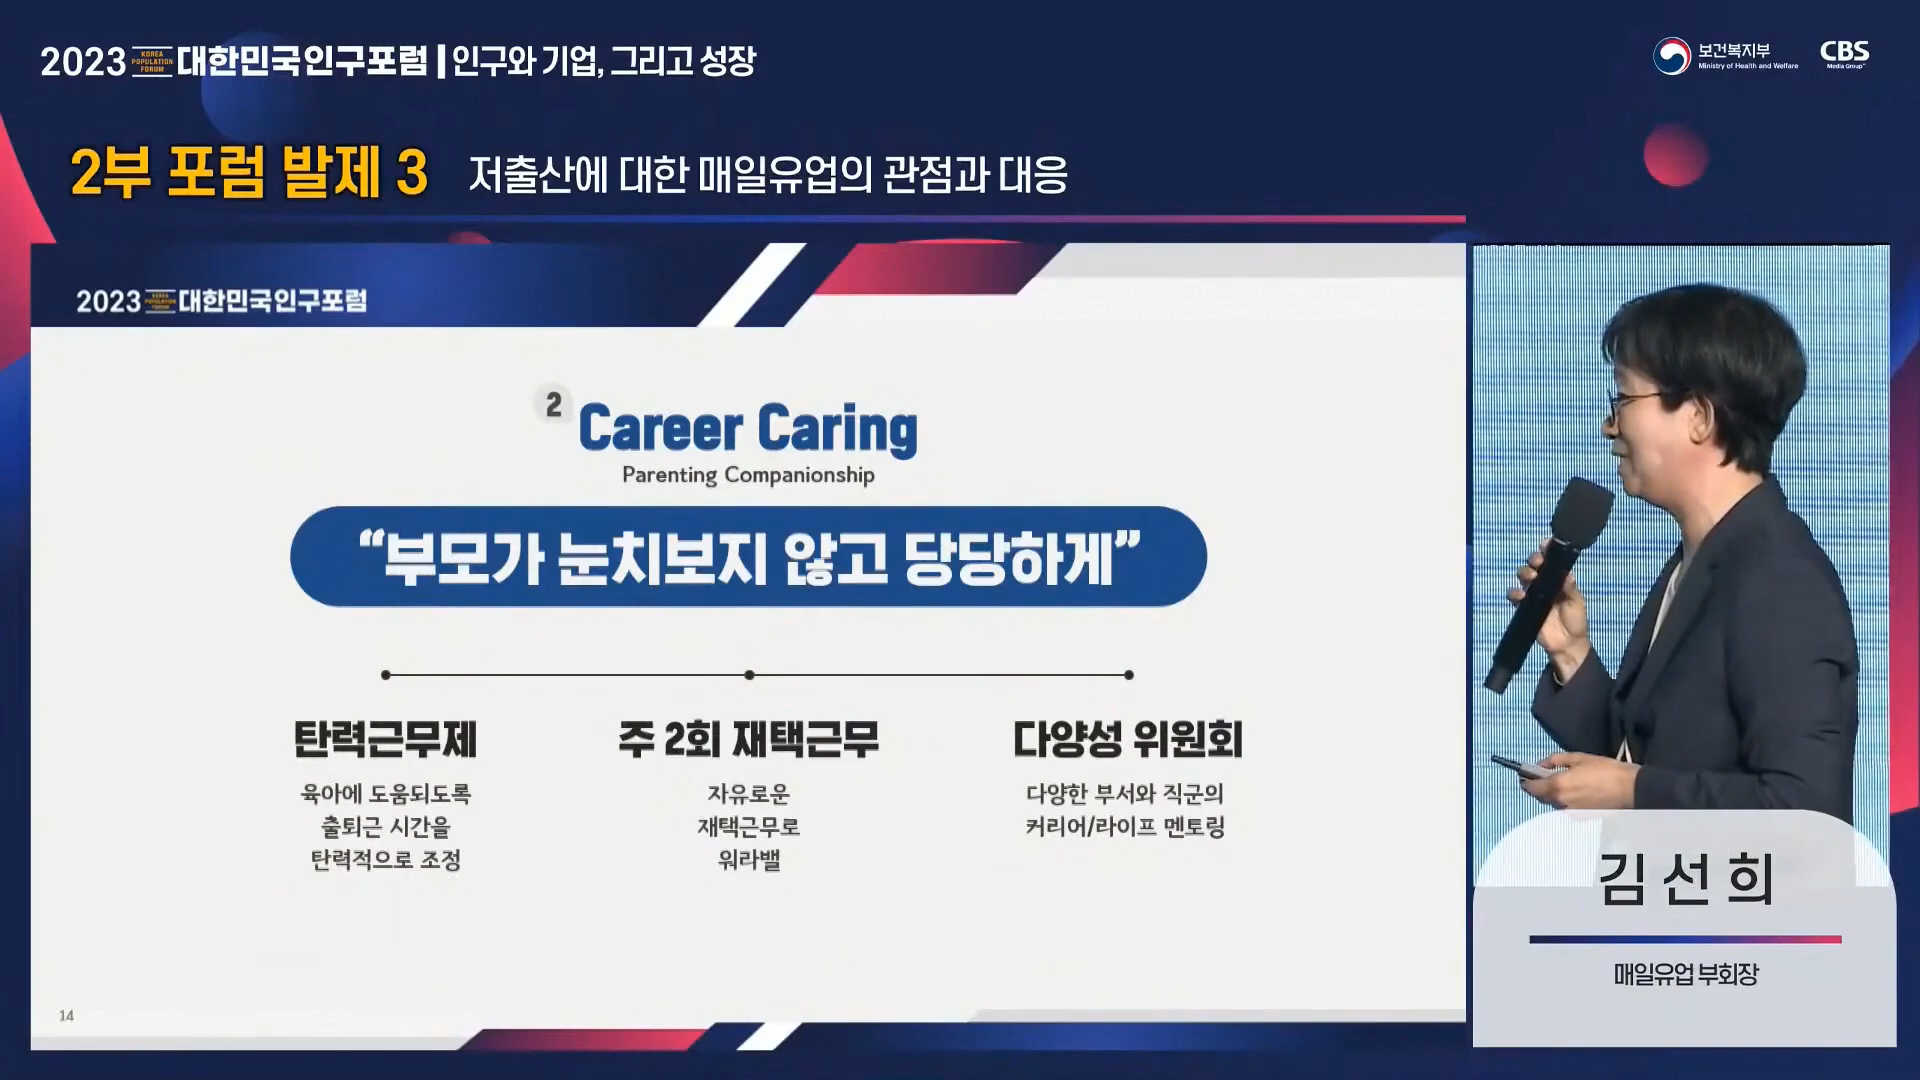 2023 KOREA POPULATION FORUM 대한민국인구포럼 | 인구와 기업, 그리고 성장
보건복지부
Ministry of Health and Welfare
CBS
Media Group
2부 포럼 발제 3 저출산에 대한 매일유업의 관점과 대응
2023 KOREA POPULATION FORUM 대한민국인구포럼
2 Career Caring
Parenting Companionship
“부모가 눈치보지 않고 당당하게”
탄력근무제
육아에 도움되도록
출퇴근 시간을
탄력적으로 조정
주 2회 재택근무
자유로운
재택근무로
워라밸
다양성 위원회
다양한 부서와 직군의
커리어/라이프 멘토링
14
김선희
매일유업 부회장